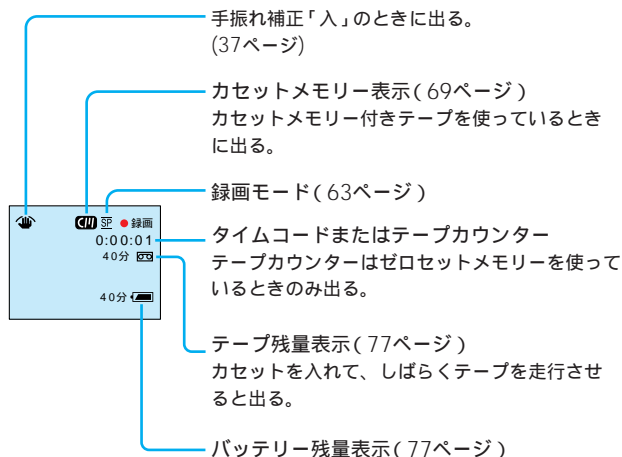 手振れ補正「入」のときに出る。
(37ページ)
カセットメモリー表示(69ページ)
カセットメモリー付きテープを使っているとき
に出る。
録画モード(63ページ)
SP ●録画
0:00:01
40分
40分
タイムコードまたはテープカウンター
テープカウンターはゼロセットメモリーを使って
いるときのみ出る。
テープ残量表示(77ページ)
カセットを入れて、しばらくテープを走行させ
ると出る。
バッテリー残量表示(77ページ)